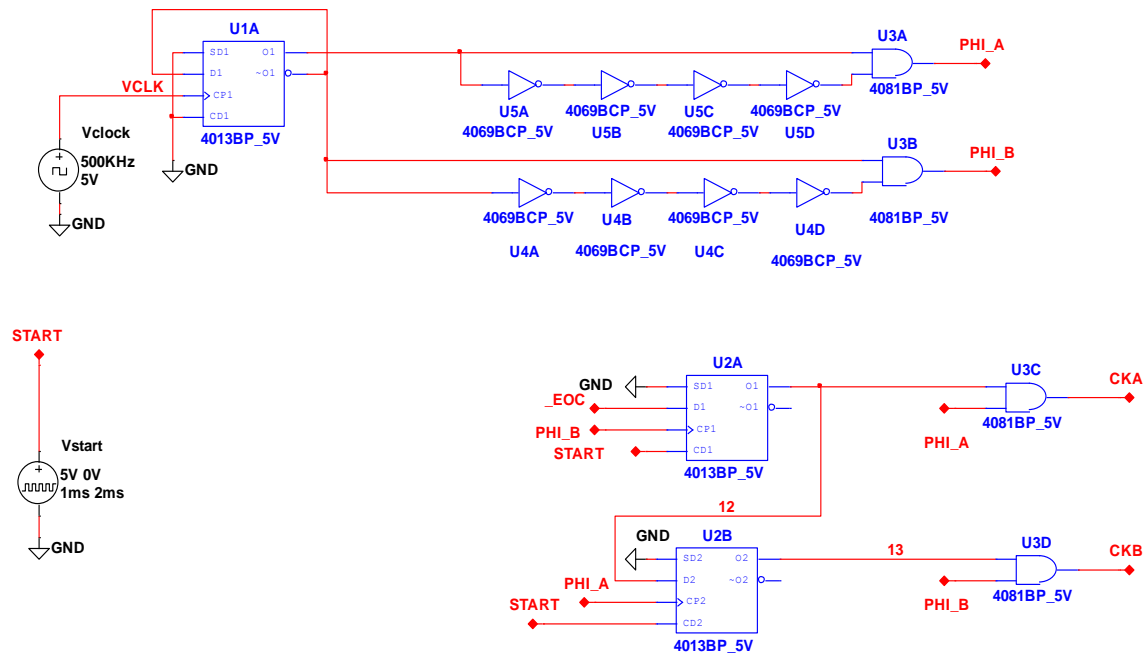 U1A
SD1 O1
D1 ~O1
CP1
CD1
4013BP_5V
VCLK
Vclock
500KHz
5V
GND
GND
U5A
4069BCP_5V
4069BCP_5V
U5B
U5C
4069BCP_5V
4069BCP_5V
U5D
U3A
4081BP_5V
PHI_A
U3B
4081BP_5V
PHI_B
4069BCP_5V
U4A
U4B
4069BCP_5V
4069BCP_5V
U4C
U4D
4069BCP_5V
START
Vstart
5V 0V
1ms 2ms
GND
U2A
GND
SD1 O1
_EOC
D1 ~O1
PHI_B
CP1
START
CD1
4013BP_5V
U3C
CKA
PHI_A
4081BP_5V
12
GND
U2B
SD2 O2
D2 ~O2
PHI_A
CP2
START
CD2
4013BP_5V
13
U3D
CKB
PHI_B
4081BP_5V